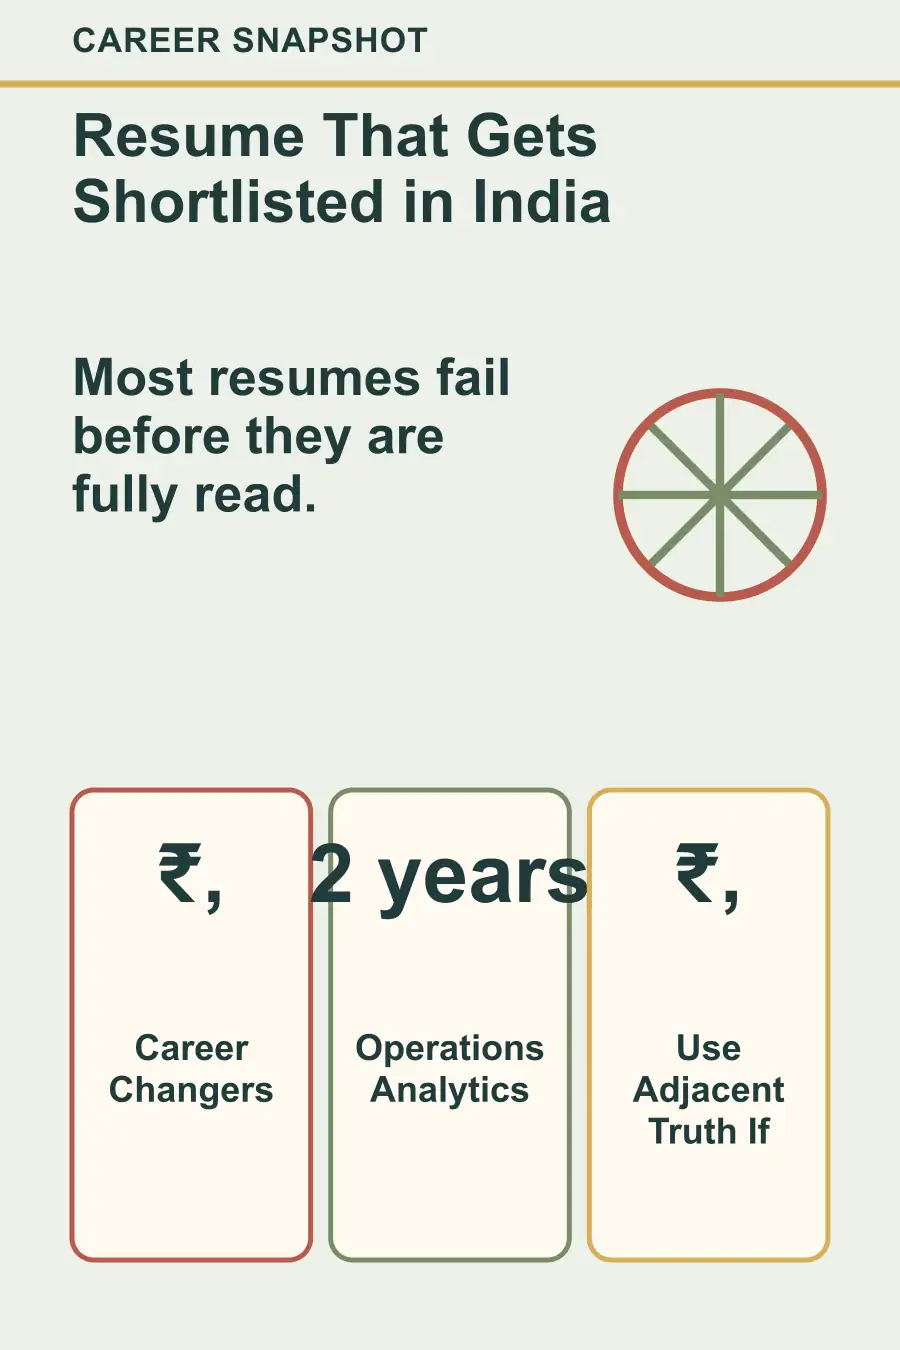 CAREER SNAPSHOT
Resume That Gets
Shortlisted in India
Most resumes fail
before they are
fully read.
₹,
Career
Changers
2 years
Operations
Analytics
₹,
Use
Adjacent
Truth If